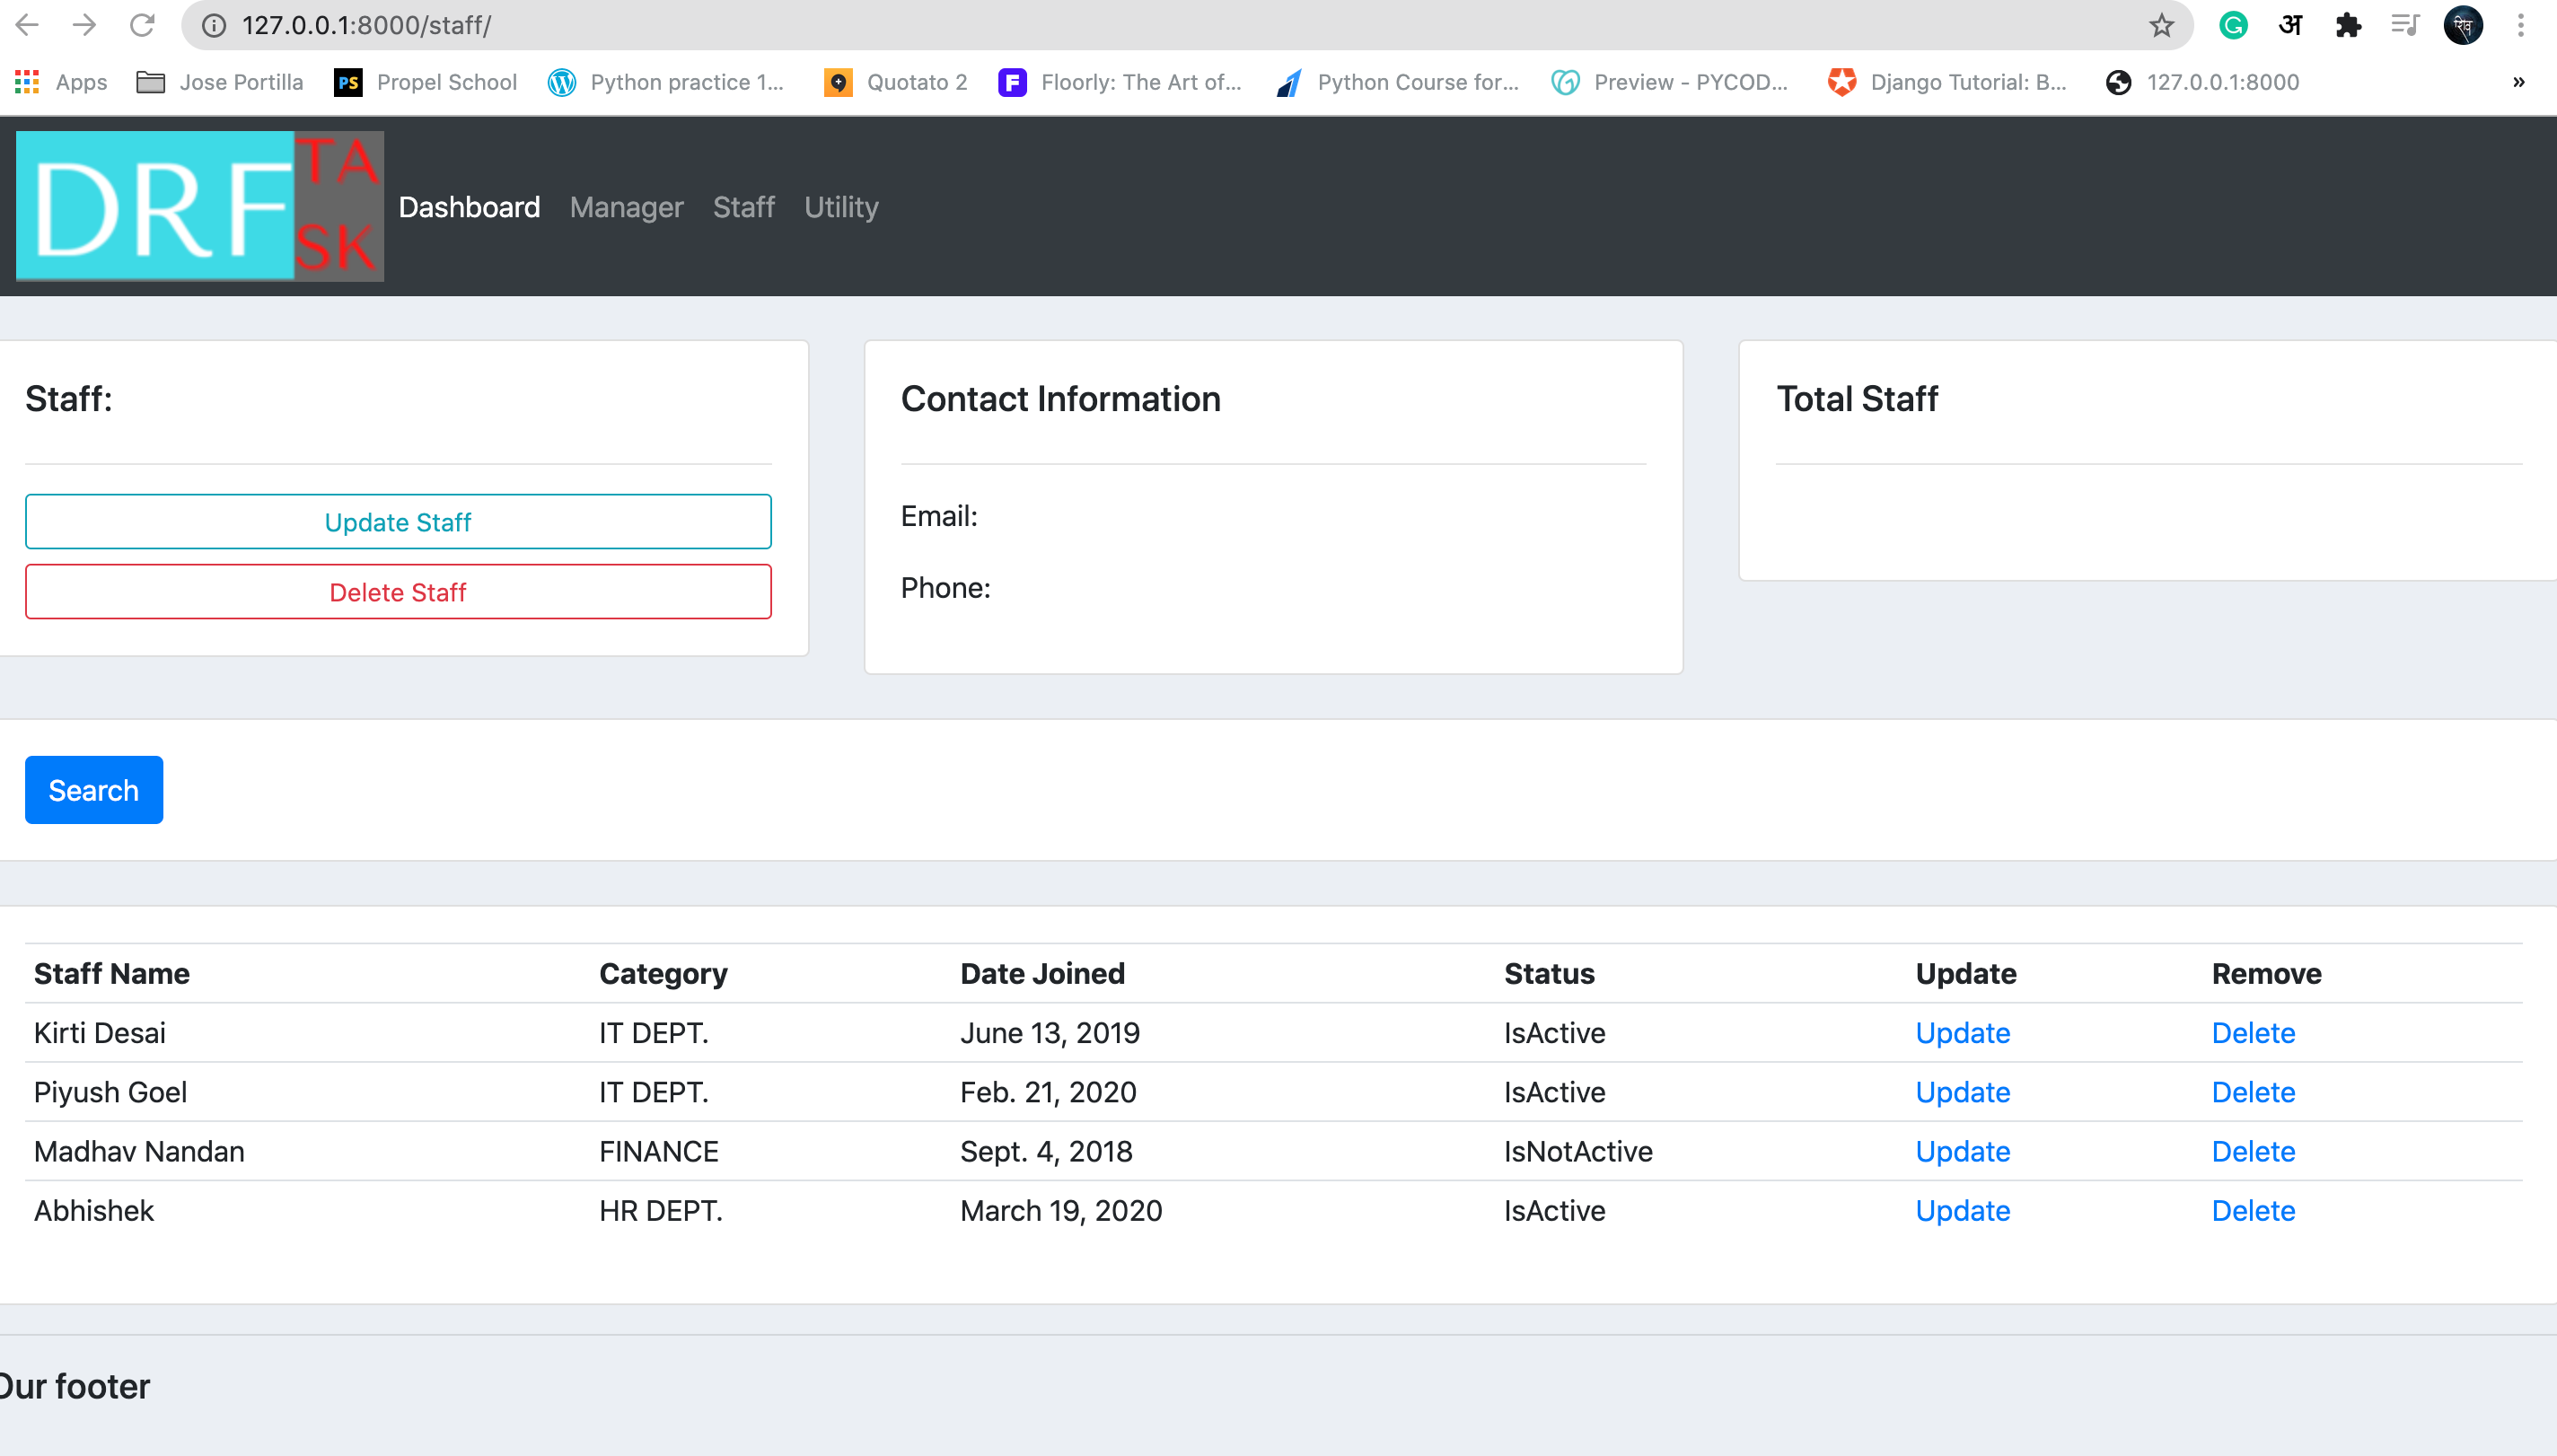 127.0.0.1:8000/staff/
G अ शिव
Apps Jose Portilla PS Propel School Python practice 1... Quotato 2 F Floorly: The Art of... Python Course for... Preview - PYCOD... Django Tutorial: B... 127.0.0.1:8000 »
DRF TA
SK
Dashboard Manager Staff Utility
Staff:
Update Staff
Delete Staff
Contact Information
Email:
Phone:
Total Staff
Search
Staff Name Category Date Joined Status Update Remove
Kirti Desai IT DEPT. June 13, 2019 IsActive Update Delete
Piyush Goel IT DEPT. Feb. 21, 2020 IsActive Update Delete
Madhav Nandan FINANCE Sept. 4, 2018 IsNotActive Update Delete
Abhishek HR DEPT. March 19, 2020 IsActive Update Delete
Our footer